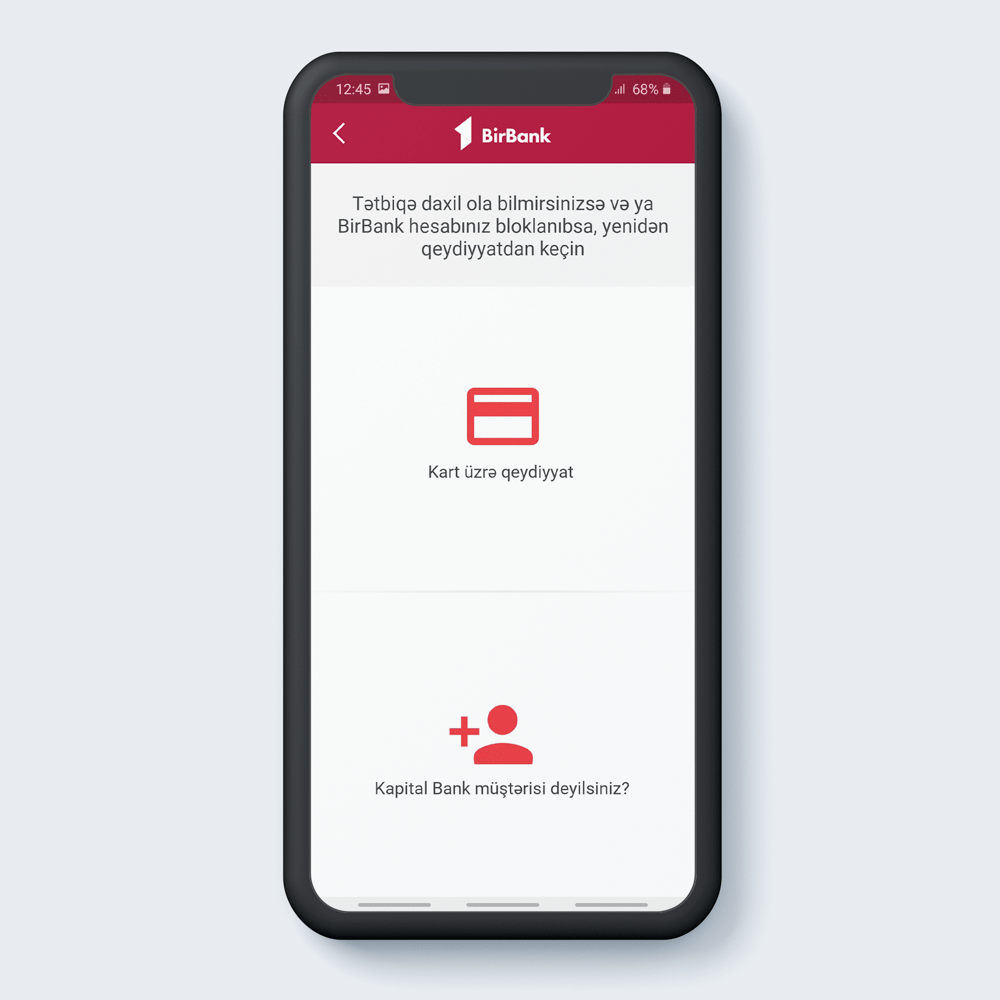 12:45 68%
BirBank
Tətbiqə daxil ola bilmirsinizsə və ya
BirBank hesabınız bloklanıbsa, yenidən
qeydiyyatdan keçin
Kart üzrə qeydiyyat
Kapital Bank müştərisi deyilsiniz?